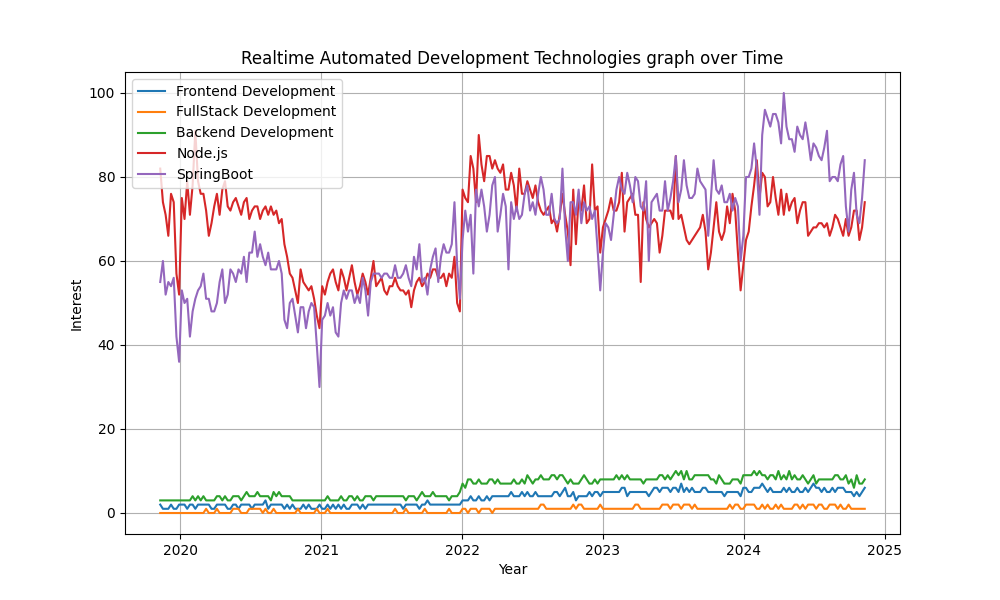 Realtime Automated Development Technologies graph over Time
Frontend Development
FullStack Development
Backend Development
Node.js
SpringBoot
100
80
60
40
20
0
Interest
2020 2021 2022 2023 2024 2025
Year